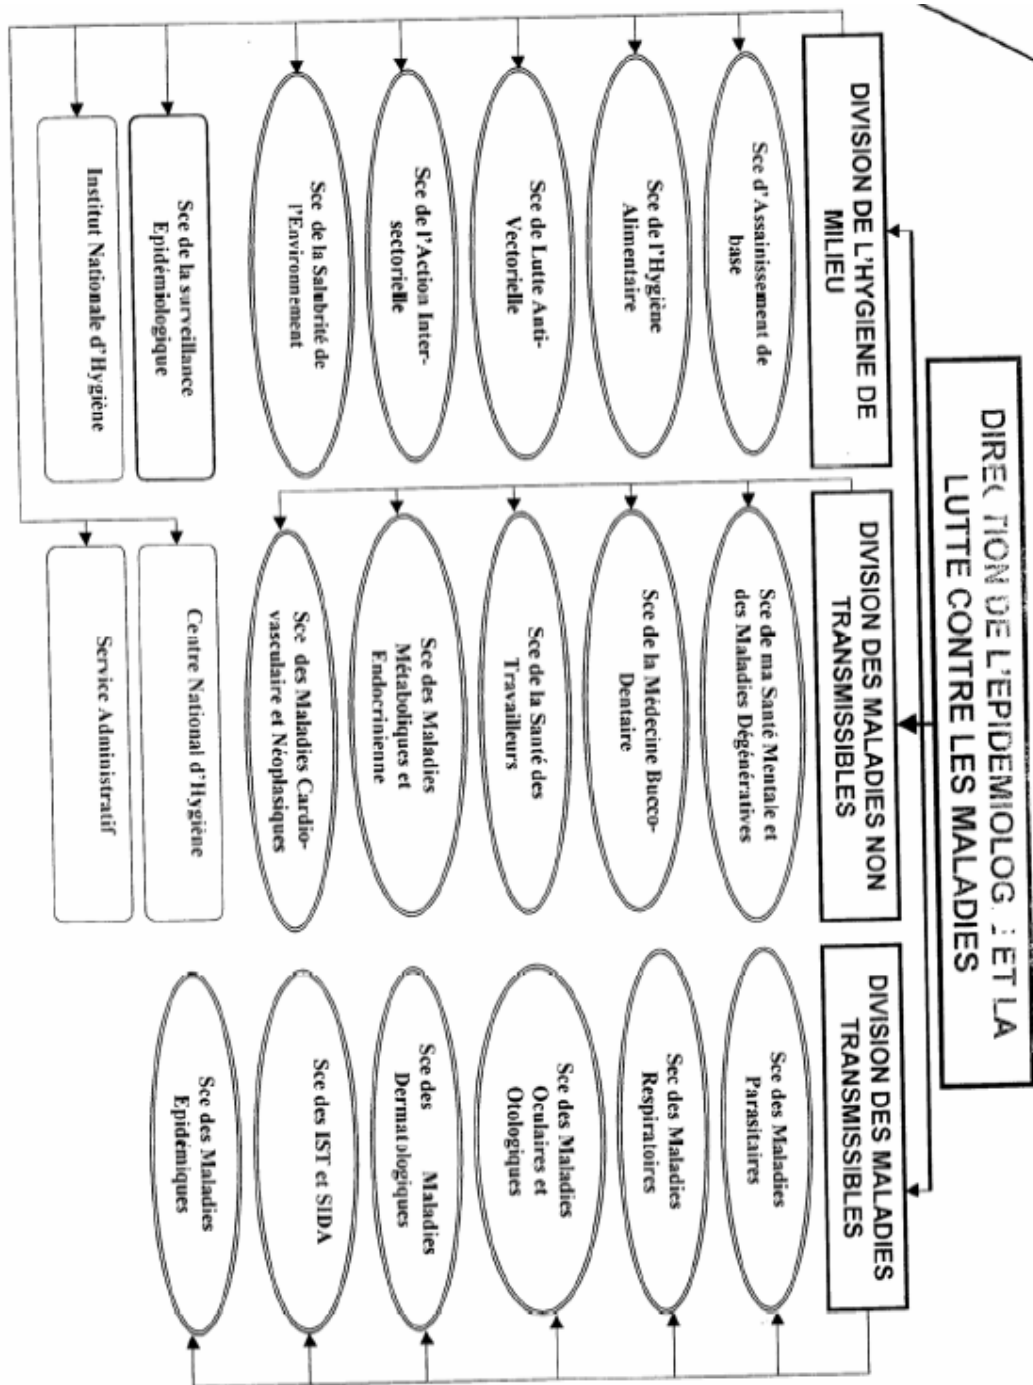 DIRECTION DE L'EPIDEMIOLOG. : ET LA
LUTTE CONTRE LES MALADIES
DIVISION DE L'HYGIENE DE
MILIEU
DIVISION DES MALADIES NON
TRANSMISSIBLES
DIVISION DES MALADIES
TRANSMISSIBLES
Sce d'Assainissement de
base
Sce de ma Santé Mentale et
des Maladies Dégénératives
Sce des Maladies
Parasitaires
Sce de l'Hygiène
Alimentaire
Sce de la Médecine Bucco-
Dentaire
Sec des Maladies
Respiratoires
Sce de Lutte Anti-
Vectorielle
Sce de la Santé des
Travailleurs
Sce des Maladies
Oculaires et
Otologiques
Sce de l'Action Inter-
sectorielle
Sce des Maladies
Métaboliques et
Endocrinienne
Sce des Maladies
Dermatologiques
Sce de la Salubrité de
l'Environnement
Sce des Maladies Cardio-
vasculaire et Néoplasiques
Sce des IST et SIDA
Sce de la surveillance
Epidémiologique
Centre National d'Hygiène
Sce des Maladies
Epidémiques
Institut Nationale d'Hygiène
Service Administratif